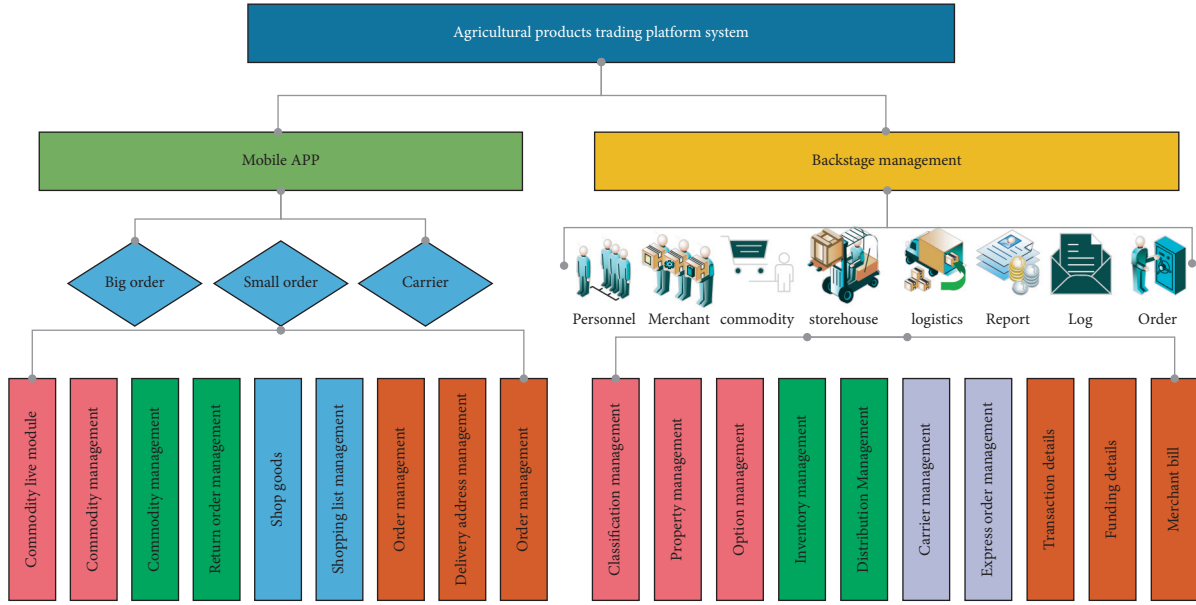 Agricultural products trading platform system
Mobile APP
Backstage management
Big order
Small order
Carrier
Personnel
Merchant
commodity
storehouse
logistics
Report
Log
Order
Commodity live module
Commodity management
Commodity management
Return order management
Shop goods
Shopping list management
Order management
Delivery address management
Order management
Classification management
Property management
Option management
Inventory management
Distribution Management
Carrier management
Express order management
Transaction details
Funding details
Merchant bill